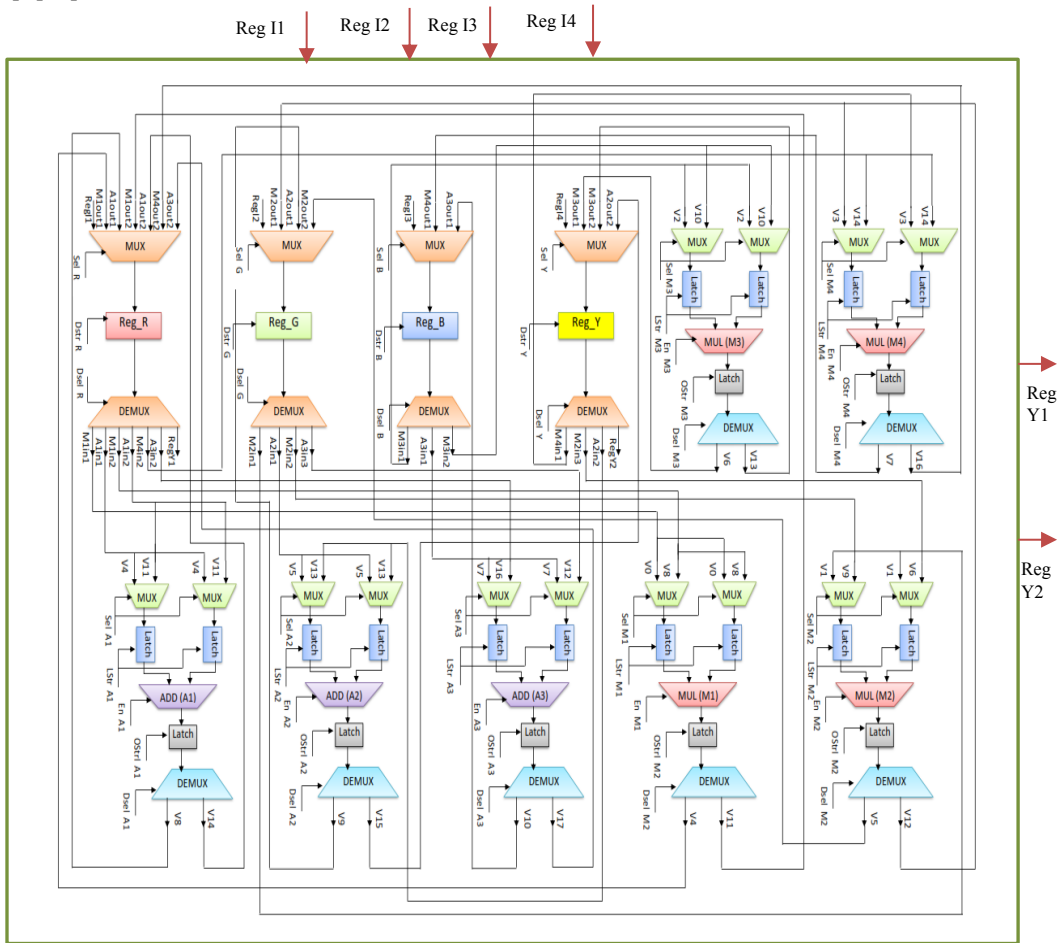 Reg I1
Reg I2
Reg I3
Reg I4
RegI1
M1out1
A1out1
M1out2
A1out2
M4out2
A3out2
RegI2
M2out1
A2out1
M2out2
RegI3
M4out1
A3out1
RegI4
M3out1
M3out2
A2out2
V2
V10
V2
V10
V3
V14
V3
V14
MUX
MUX
MUX
MUX
MUX
MUX
MUX
MUX
Sel R
Sel G
Sel B
Sel Y
Sel M3
Sel M4
Latch
Latch
Latch
Latch
Reg_R
Reg_G
Reg_B
Reg_Y
Dstr R
Dstr G
Dstr B
Dstr Y
LStr M3
LStr M4
En M3
En M4
MUL (M3)
MUL (M4)
Latch
Latch
OStr M3
OStr M4
Dsel R
Dsel G
Dsel B
Dsel Y
Dsel M3
Dsel M4
DEMUX
DEMUX
DEMUX
DEMUX
DEMUX
DEMUX
M1in1
A1in1
M1in2
A1in2
M4in2
A3in2
RegY1
M2in1
A2in1
M2in2
A3in3
M3in1
A3in1
M3in2
M4in1
M2in3
A2in2
RegY2
V6
V13
V7
V16
Reg
Y1
Reg
Y2
V4
V11
V4
V11
V5
V13
V5
V13
V7
V16
V7
V12
V0
V8
V0
V8
V1
V9
V1
V6
MUX
MUX
MUX
MUX
MUX
MUX
MUX
MUX
MUX
MUX
Sel A1
Sel A2
Sel A3
Sel M1
Sel M2
Latch
Latch
Latch
Latch
Latch
Latch
Latch
Latch
Latch
Latch
LStr A1
LStr A2
LStr A3
LStr M1
LStr M2
ADD (A1)
ADD (A2)
ADD (A3)
MUL (M1)
MUL (M2)
En A1
En A2
En A3
En M1
En M2
Latch
Latch
Latch
Latch
Latch
OStrl A1
OStrl A2
OStrl A3
OStrl M2
OStrl M2
DEMUX
DEMUX
DEMUX
DEMUX
DEMUX
Dsel A1
Dsel A2
Dsel A3
Dsel M2
Dsel M2
V8
V14
V9
V15
V10
V17
V4
V11
V5
V12